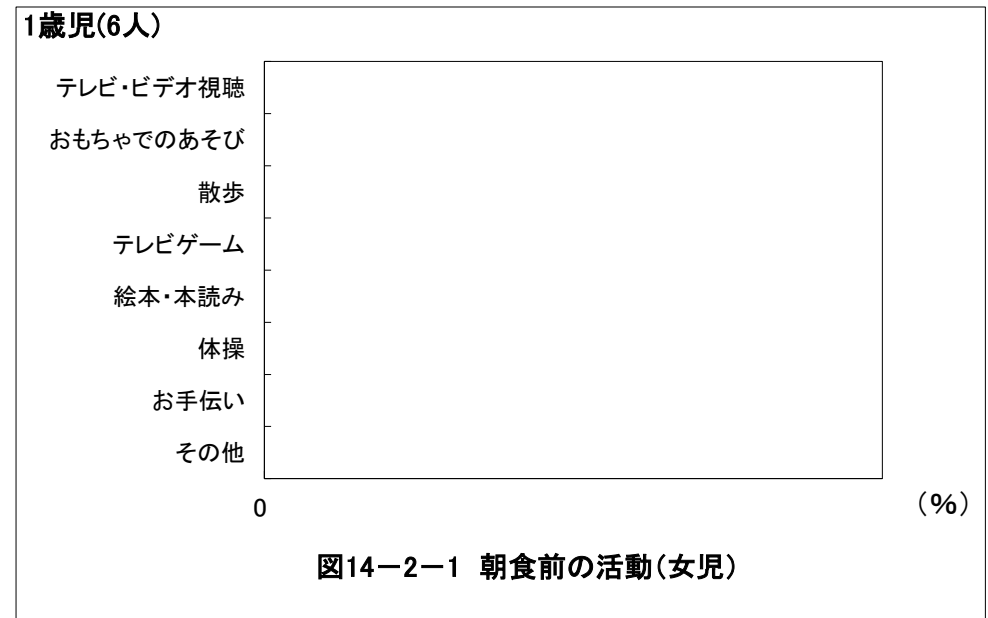 1歳児(6人)
テレビ・ビデオ視聴
おもちゃでのあそび
散歩
テレビゲーム
絵本・本読み
体操
お手伝い
その他
0
（％）
図14－2－1 朝食前の活動（女児）